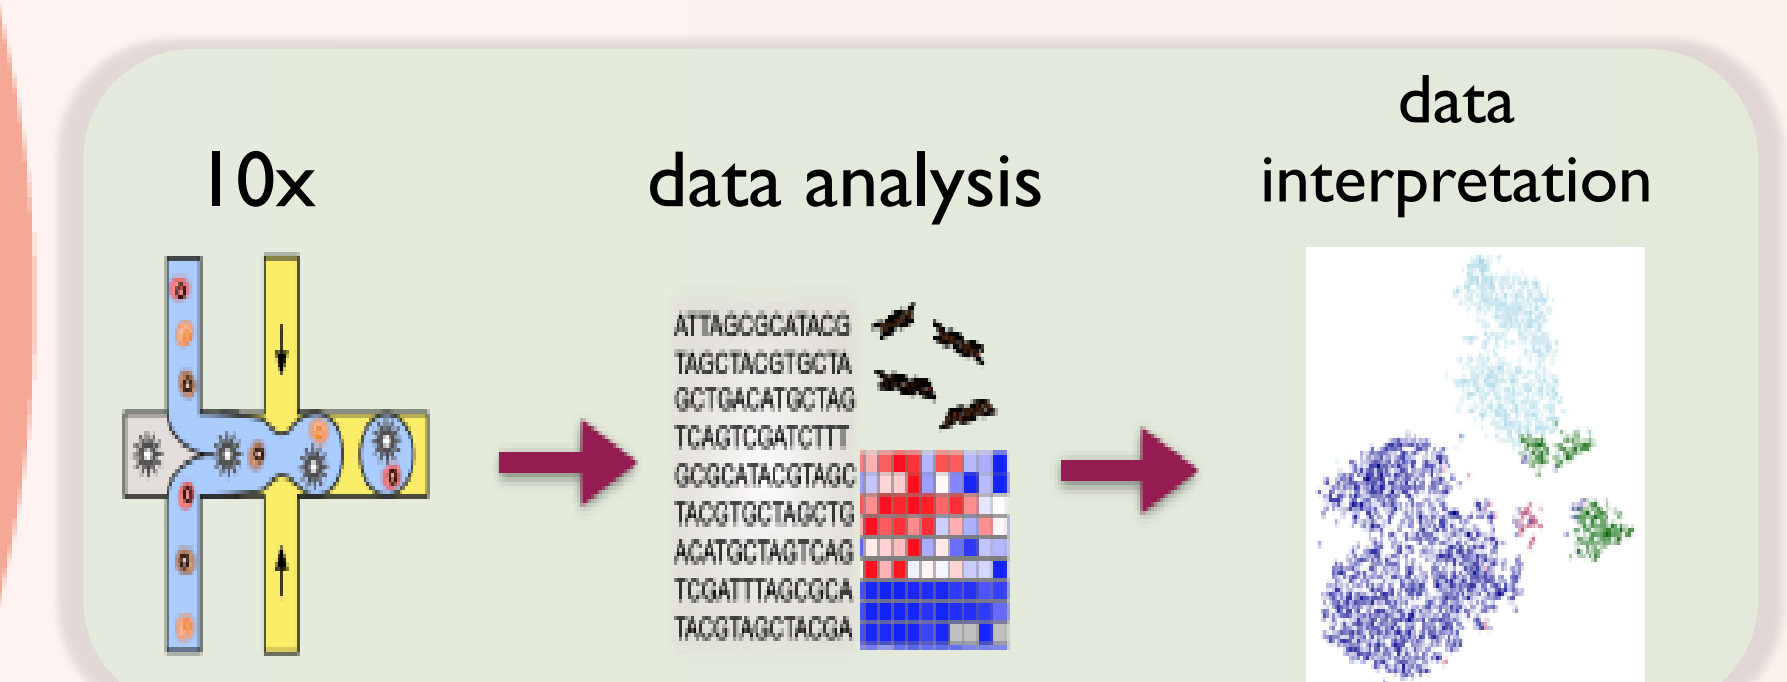 10x
data analysis
data
interpretation
ATTAGCGCATACG
TAGCTACGTGCTA
GCTGACATGCTAG
TCAGTCGATCTTT
GCGCATACGTAGC
TACGTGCTAGCTG
ACATGCTAGTCAG
TCGATTTAGCGCA
TACGTAGCTACGA